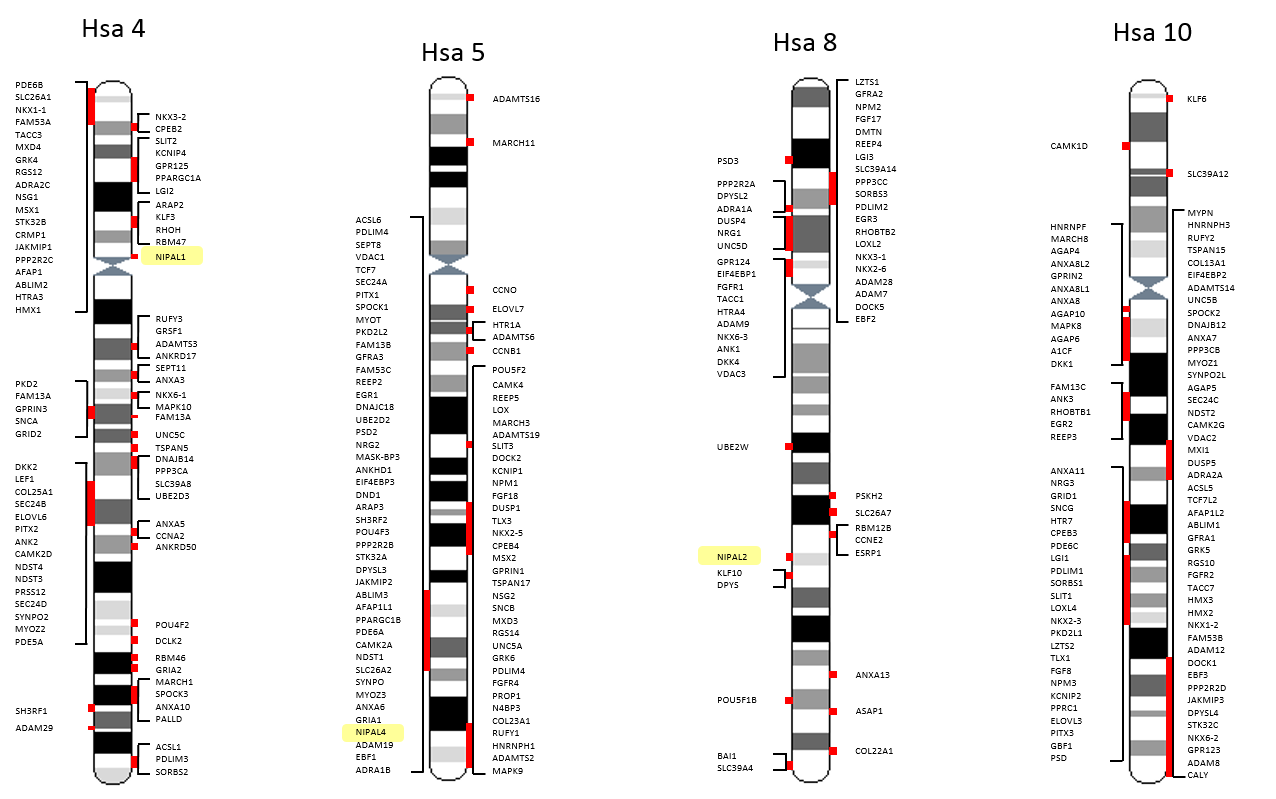 Hsa 4
PDE6B
SLC26A1
NKX1-1
FAM53A
TACC3
MXD4
GRK4
RGS12
ADRA2C
NSG1
MSX1
STK32B
CRMP1
JAKMIP1
PPP2R2C
AFAP1
ABLIM2
HTRA3
HMX1
PKD2
FAM13A
GPRIN3
SNCA
GRID2
DKK2
LEF1
COL25A1
SEC24B
ELOVL6
PITX2
ANK2
CAMK2D
NDST4
NDST3
PRSS12
SEC24D
SYNPO2
MYOZ2
PDE5A
SH3RF1
ADAM29
NKX3-2
CPEB2
SLIT2
KCNIP4
GPR125
PPARGC1A
LGI2
ARAP2
KLF3
RHOH
RBM47
NIPAL1
RUFY3
GRSF1
ADAMTS3
ANKRD17
SEPT11
ANXA3
NKX6-1
MAPK10
FAM13A
UNC5C
TSPAN5
DNAJB14
PPP3CA
SLC39A8
UBE2D3
ANXA5
CCNA2
ANKRD50
POU4F2
DCLK2
RBM46
GRIA2
MARCH1
SPOCK3
ANXA10
PALLD
ACSL1
PDLIM3
SORBS2
Hsa 5
ACSL6
PDLIM4
SEPT8
VDAC1
TCF7
SEC24A
PITX1
SPOCK1
MYOT
PKD2L2
FAM13B
GFRA3
FAM53C
REEP2
EGR1
DNAJC18
UBE2D2
PSD2
NRG2
MASK-BP3
ANKHD1
EIF4EBP3
DND1
ARAP3
SH3RF2
POU4F3
PPP2R2B
STK32A
DPYSL3
JAKMIP2
ABLIM3
AFAP1L1
PPARGC1B
PDE6A
CAMK2A
NDST1
SLC26A2
SYNPO
MYOZ3
ANXA6
GRIA1
NIPAL4
ADAM19
EBF1
ADRA1B
ADAMTS16
MARCH11
CCNO
ELOVL7
HTR1A
ADAMTS6
CCNB1
POU5F2
CAMK4
REEP5
LOX
MARCH3
ADAMTS19
SLIT3
DOCK2
KCNIP1
NPM1
FGF18
DUSP1
TLX3
NKX2-5
CPEB4
MSX2
GPRIN1
TSPAN17
NSG2
SNCB
MXD3
RGS14
UNC5A
GRK6
PDLIM4
FGFR4
PROP1
N4BP3
COL23A1
RUFY1
HNRNPH1
ADAMTS2
MAPK9
Hsa 8
PSD3
PPP2R2A
DPYSL2
ADRA1A
DUSP4
NRG1
UNC5D
GPR124
EIF4EBP1
FGFR1
TACC1
HTRA4
ADAM9
NKX6-3
ANK1
DKK4
VDAC3
UBE2W
NIPAL2
KLF10
DPYS
POU5F1B
BAI1
SLC39A4
LZTS1
GFRA2
NPM2
FGF17
DMTN
REEP4
LGI3
SLC39A14
PPP3CC
SORBS3
PDLIM2
EGR3
RHOBTB2
LOXL2
NKX3-1
NKX2-6
ADAM28
ADAM7
DOCK5
EBF2
PSKH2
SLC26A7
RBM12B
CCNE2
ESRP1
ANXA13
ASAP1
COL22A1
Hsa 10
CAMK1D
HNRNPF
MARCH8
AGAP4
ANXA8L2
GPRIN2
ANXA8L1
ANXA8
AGAP10
MAPK8
AGAP6
A1CF
DKK1
FAM13C
ANK3
RHOBTB1
EGR2
REEP3
ANXA11
NRG3
GRID1
SNCG
HTR7
CPEB3
PDE6C
LGI1
PDLIM1
SORBS1
SLIT1
LOXL4
NKX2-3
PKD2L1
LZTS2
TLX1
FGF8
NPM3
KCNIP2
PPRC1
ELOVL3
PITX3
GBF1
PSD
KLF6
SLC39A12
MYPN
HNRNPH3
RUFY2
TSPAN15
COL13A1
EIF4EBP2
ADAMTS14
UNC5B
SPOCK2
DNAJB12
ANXA7
PPP3CB
MYOZ1
SYNPO2L
AGAP5
SEC24C
NDST2
CAMK2G
VDAC2
MXI1
DUSP5
ADRA2A
ACSL5
TCF7L2
AFAP1L2
ABLIM1
GFRA1
GRK5
RGS10
FGFR2
TACC7
HMX3
HMX2
NKX1-2
FAM53B
ADAM12
DOCK1
EBF3
PPP2R2D
JAKMIP3
DPYSL4
STK32C
NKX6-2
GPR123
ADAM8
CALY